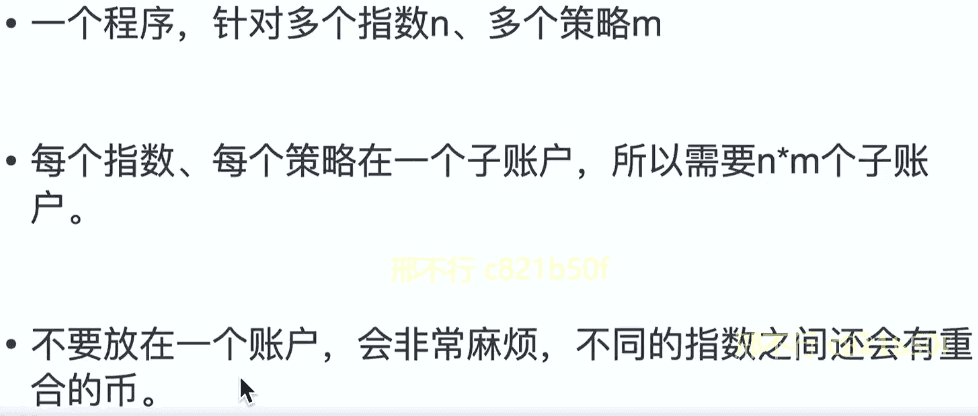 • 一个程序，针对多个指数n、多个策略m
• 每个指数、每个策略在一个子账户，所以需要n*m个子账
户。
邢不行 c821b50f
• 不要放在一个账户，会非常麻烦，不同的指数之间还会有重
合的币。